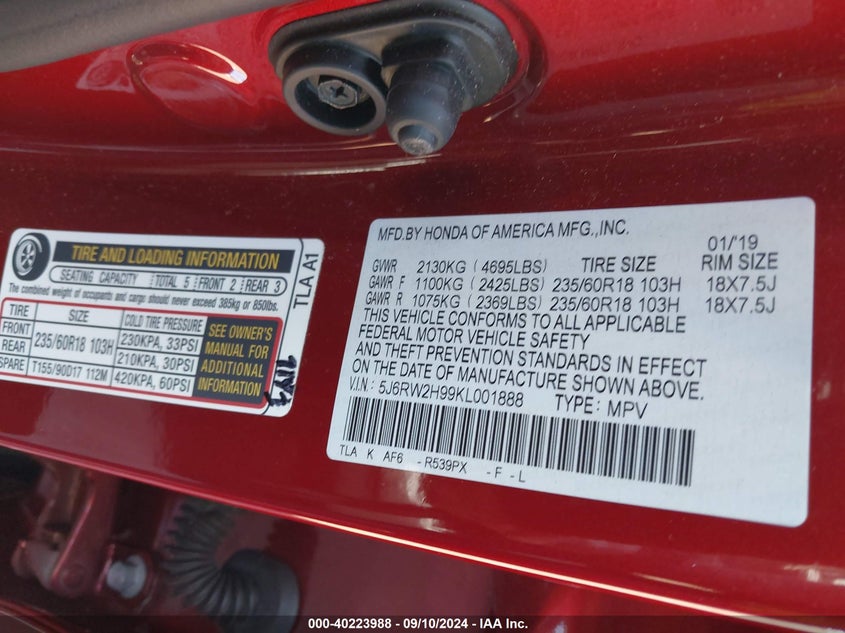 TIRE AND LOADING INFORMATION
SEATING CAPACITY TOTAL 5 FRONT 2 REAR 3
The combined weight of occupants and cargo should never exceed 385kg or 850lbs.
TIRE SIZE COLD TIRE PRESSURE
FRONT 235/60R18 103H 230KPA, 33PSI
REAR 210KPA, 30PSI
SPARE T155/90D17 112M 420KPA, 60PSI
SEE OWNER'S
MANUAL FOR
ADDITIONAL
INFORMATION
TLA A1
MFD.BY HONDA OF AMERICA MFG.,INC.
01/'19
GVWR 2130KG (4695LBS) TIRE SIZE RIM SIZE
GAWR F 1100KG (2425LBS) 235/60R18 103H 18X7.5J
GAWR R 1075KG (2369LBS) 235/60R18 103H 18X7.5J
THIS VEHICLE CONFORMS TO ALL APPLICABLE
FEDERAL MOTOR VEHICLE SAFETY
AND THEFT PREVENTION STANDARDS IN EFFECT
ON THE DATE OF MANUFACTURE SHOWN ABOVE.
V.I.N: 5J6RW2H99KL001888 TYPE: MPV
TLA K AF6 -R539PX -F-L
000-40223988 - 09/10/2024 - IAA Inc.